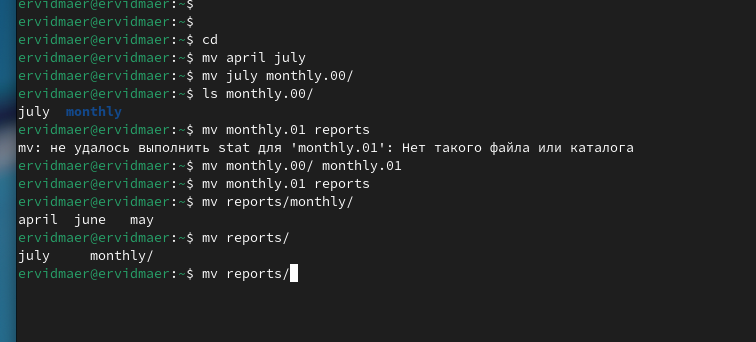 ervidmaer@ervidmaer:~$
ervidmaer@ervidmaer:~$
ervidmaer@ervidmaer:~$ cd
ervidmaer@ervidmaer:~$ mv april july
ervidmaer@ervidmaer:~$ mv july monthly.00/
ervidmaer@ervidmaer:~$ ls monthly.00/
july  monthly
ervidmaer@ervidmaer:~$ mv monthly.01 reports
mv: не удалось выполнить stat для 'monthly.01': Нет такого файла или каталога
ervidmaer@ervidmaer:~$ mv monthly.00/ monthly.01
ervidmaer@ervidmaer:~$ mv monthly.01 reports
ervidmaer@ervidmaer:~$ mv reports/monthly/
april  june   may
ervidmaer@ervidmaer:~$ mv reports/
july     monthly/
ervidmaer@ervidmaer:~$ mv reports/